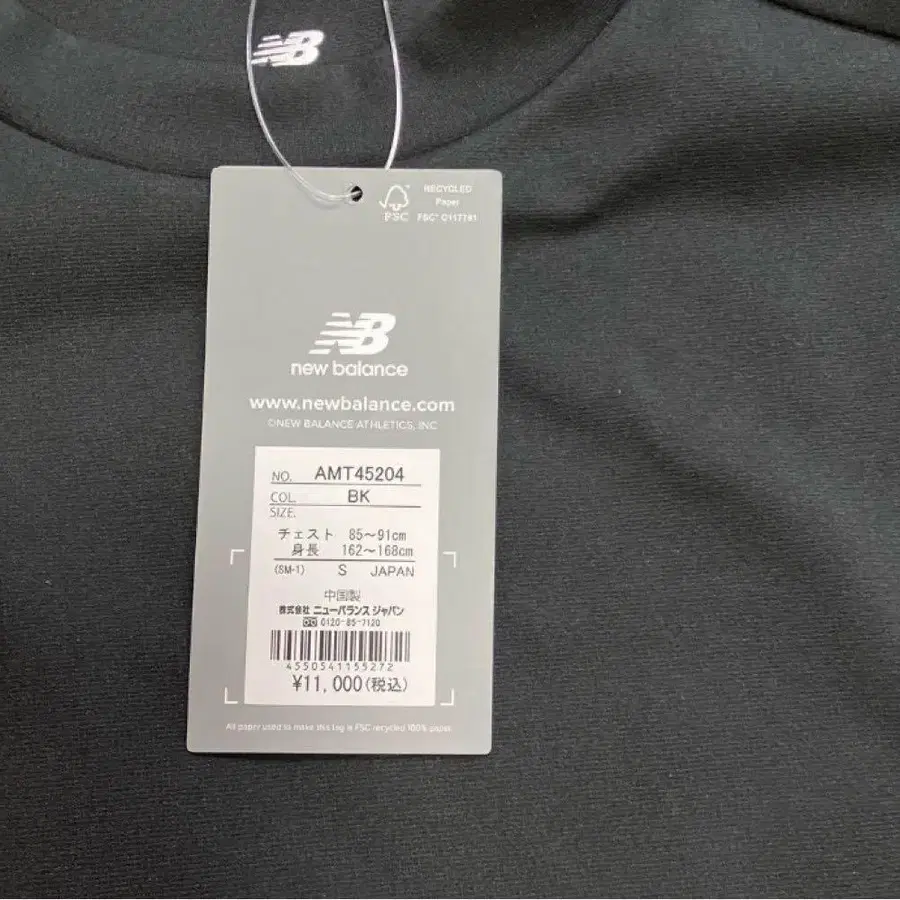 NB
FSC
RECYCLED
Paper
FSC® C117781
NB
new balance
www.newbalance.com
©NEW BALANCE ATHLETICS, INC
NO. AMT45204
COL. BK
SIZE.
チェスト 85～91cm
身長 162～168cm
(SM-1) S JAPAN
中国製
株式会社 ニューバランス ジャパン
0120-85-7120
4550541155272
¥11,000(税込)
All paper used to make this tag is FSC recycled 100% paper.